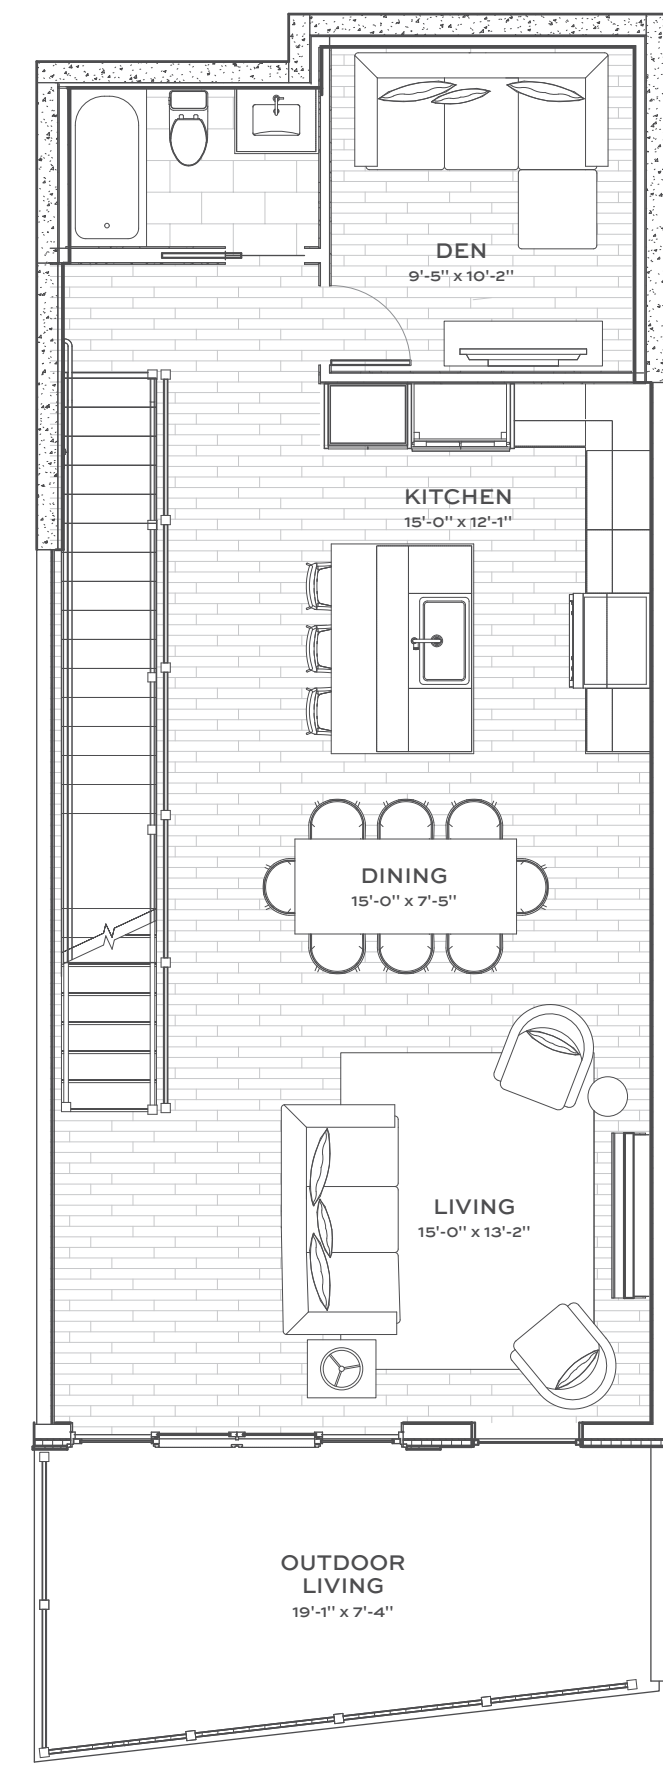 DEN
9'-5" x 10'-2"
KITCHEN
15'-0" x 12'-1"
DINING
15'-0" x 7'-5"
LIVING
15'-0" x 13'-2"
OUTDOOR
LIVING
19'-1" x 7'-4"